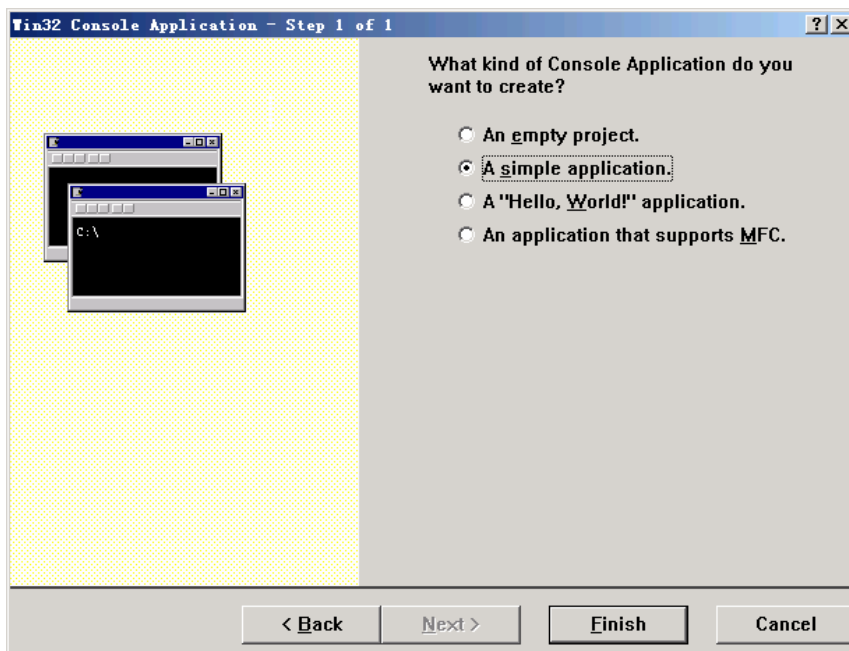 Win32 Console Application - Step 1 of 1
What kind of Console Application do you
want to create?
An empty project.
A simple application.
A "Hello, World!" application.
An application that supports MFC.
C:\
< Back
Next >
Finish
Cancel